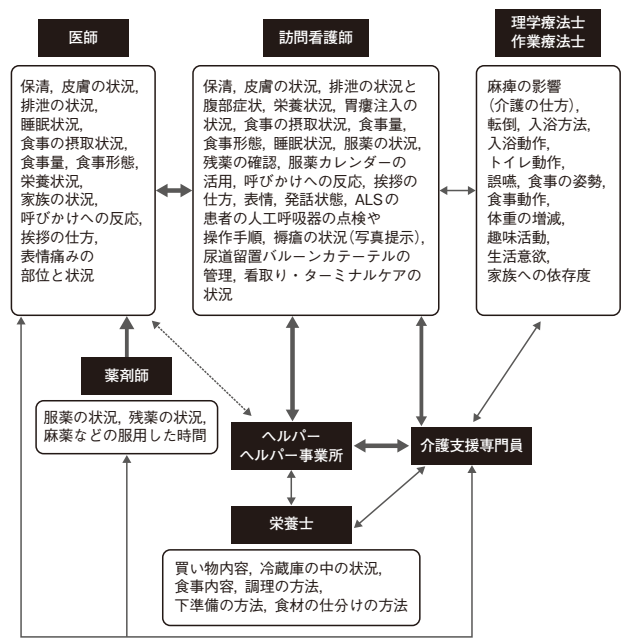 医師
保清, 皮膚の状況,
排泄の状況,
睡眠状況,
食事の摂取状況,
食事量, 食事形態,
栄養状況,
家族の状況,
呼びかけへの反応,
挨拶の仕方,
表情痛みの
部位と状況
訪問看護師
保清, 皮膚の状況, 排泄の状況と
腹部症状, 栄養状況, 胃瘻注入の
状況, 食事の摂取状況, 食事量,
食事形態, 睡眠状況, 服薬の状況,
残薬の確認, 服薬カレンダーの
活用, 呼びかけへの反応, 挨拶の
仕方, 表情, 発話状態, ALSの
患者の人工呼吸器の点検や
操作手順, 褥瘡の状況(写真提示),
尿道留置バルーンカテーテルの
管理, 看取り・ターミナルケアの
状況
理学療法士
作業療法士
麻痺の影響
(介護の仕方),
転倒, 入浴方法,
入浴動作,
トイレ動作,
誤嚥, 食事の姿勢,
食事動作,
体重の増減,
趣味活動,
生活意欲,
家族への依存度
薬剤師
服薬の状況, 残薬の状況,
麻薬などの服用した時間
ヘルパー
ヘルパー事業所
介護支援専門員
栄養士
買い物内容, 冷蔵庫の中の状況,
食事内容, 調理の方法,
下準備の方法, 食材の仕分けの方法